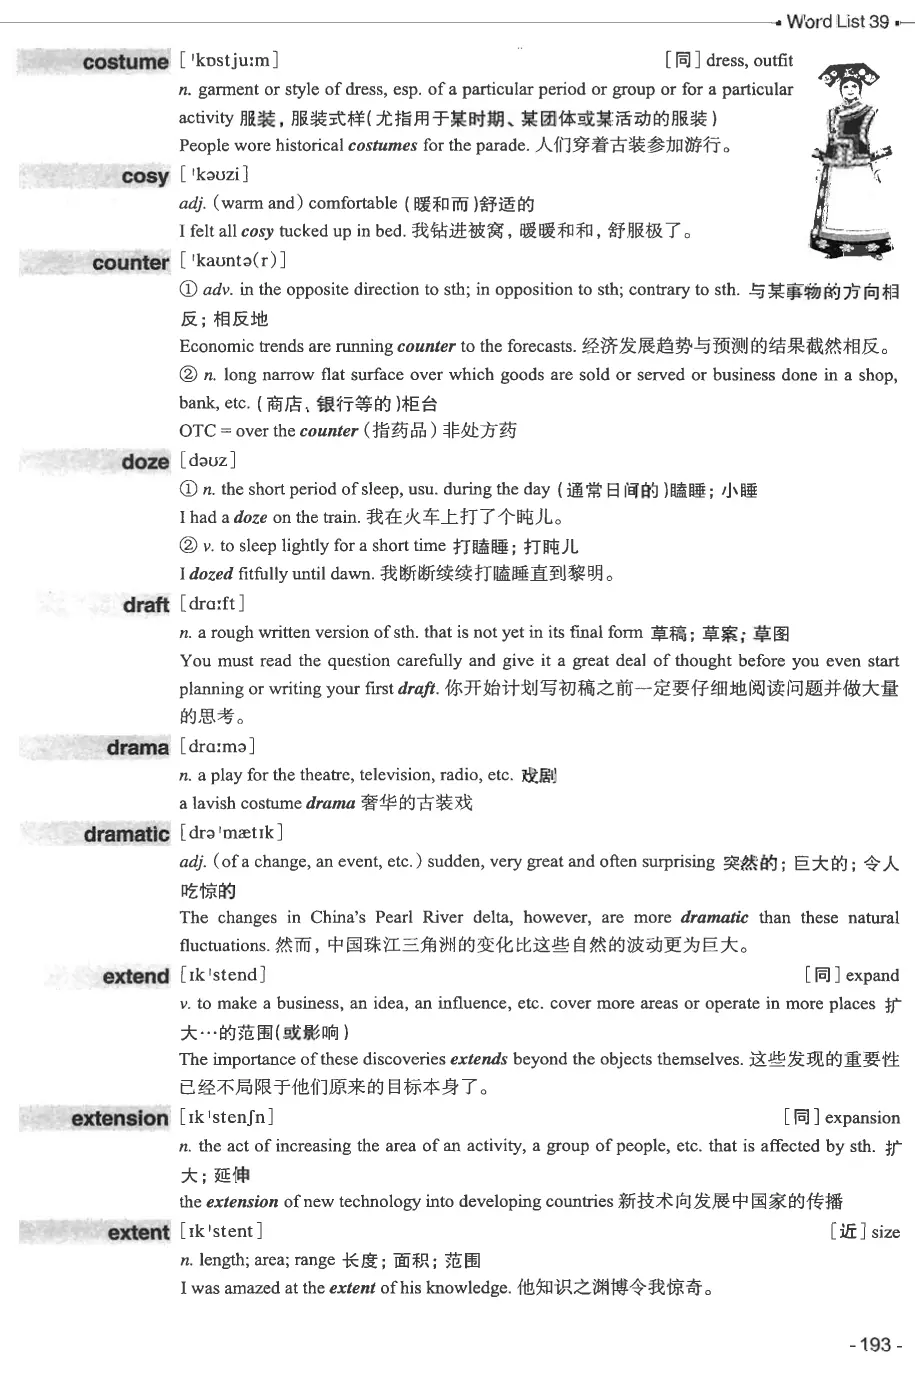 Word List 39
costume [ˈkɒstjuːm] [同] dress, outfit
n. garment or style of dress, esp. of a particular period or group or for a particular
activity 服装，服装式样(尤指用于某时期、某团体或某活动的服装)
People wore historical costumes for the parade. 人们穿着古装参加游行。
cosy [ˈkəʊzi]
adj. (warm and) comfortable (暖和而)舒适的
I felt all cosy tucked up in bed. 我钻进被窝，暖暖和和，舒服极了。
counter [ˈkaʊntə(r)]
① adv. in the opposite direction to sth; in opposition to sth; contrary to sth. 与某事物的方向相
反；相反地
Economic trends are running counter to the forecasts. 经济发展趋势与预测的结果截然相反。
② n. long narrow flat surface over which goods are sold or served or business done in a shop,
bank, etc. (商店、银行等的)柜台
OTC = over the counter (指药品)非处方药
doze [dəʊz]
① n. the short period of sleep, usu. during the day (通常日间的)瞌睡；小睡
I had a doze on the train. 我在火车上打了个盹儿。
② v. to sleep lightly for a short time 打瞌睡；打盹儿
I dozed fitfully until dawn. 我断断续续打瞌睡直到黎明。
draft [drɑːft]
n. a rough written version of sth. that is not yet in its final form 草稿；草案；草图
You must read the question carefully and give it a great deal of thought before you even start
planning or writing your first draft. 你开始计划写初稿之前一定要仔细地阅读问题并做大量
的思考。
drama [drɑːmə]
n. a play for the theatre, television, radio, etc. 戏剧
a lavish costume drama 奢华的古装戏
dramatic [drəˈmætɪk]
adj. (of a change, an event, etc.) sudden, very great and often surprising 突然的；巨大的；令人
吃惊的
The changes in China's Pearl River delta, however, are more dramatic than these natural
fluctuations. 然而，中国珠江三角洲的变化比这些自然的波动更为巨大。
extend [ɪkˈstend] [同] expand
v. to make a business, an idea, an influence, etc. cover more areas or operate in more places 扩
大…的范围(或影响)
The importance of these discoveries extends beyond the objects themselves. 这些发现的重要性
已经不局限于他们原来的目标本身了。
extension [ɪkˈstenʃn] [同] expansion
n. the act of increasing the area of an activity, a group of people, etc. that is affected by sth. 扩
大；延伸
the extension of new technology into developing countries 新技术向发展中国家的传播
extent [ɪkˈstent] [近] size
n. length; area; range 长度；面积；范围
I was amazed at the extent of his knowledge. 他知识之渊博令我惊奇。
- 193 -